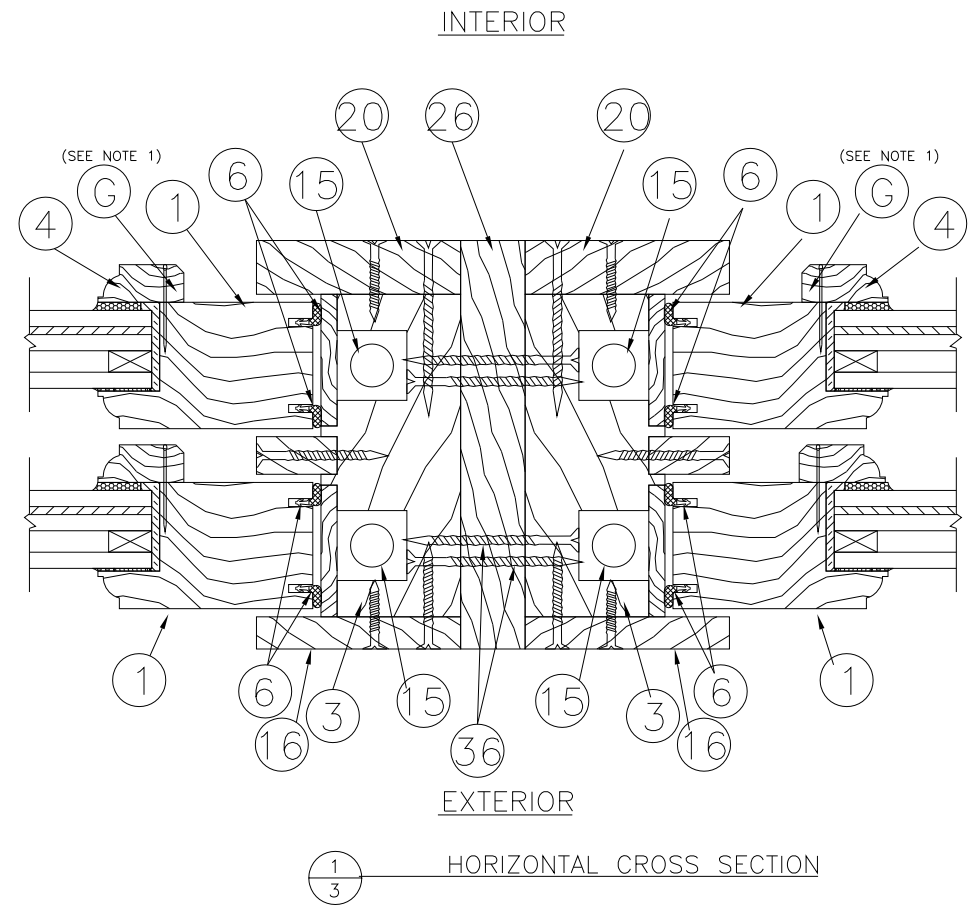 INTERIOR
20 26 20
(SEE NOTE 1) (SEE NOTE 1)
6 15 15 6
4 G 1 1 G 4
1 6 3 15 15 3 6 1
16 36 16
EXTERIOR
1
3
HORIZONTAL CROSS SECTION